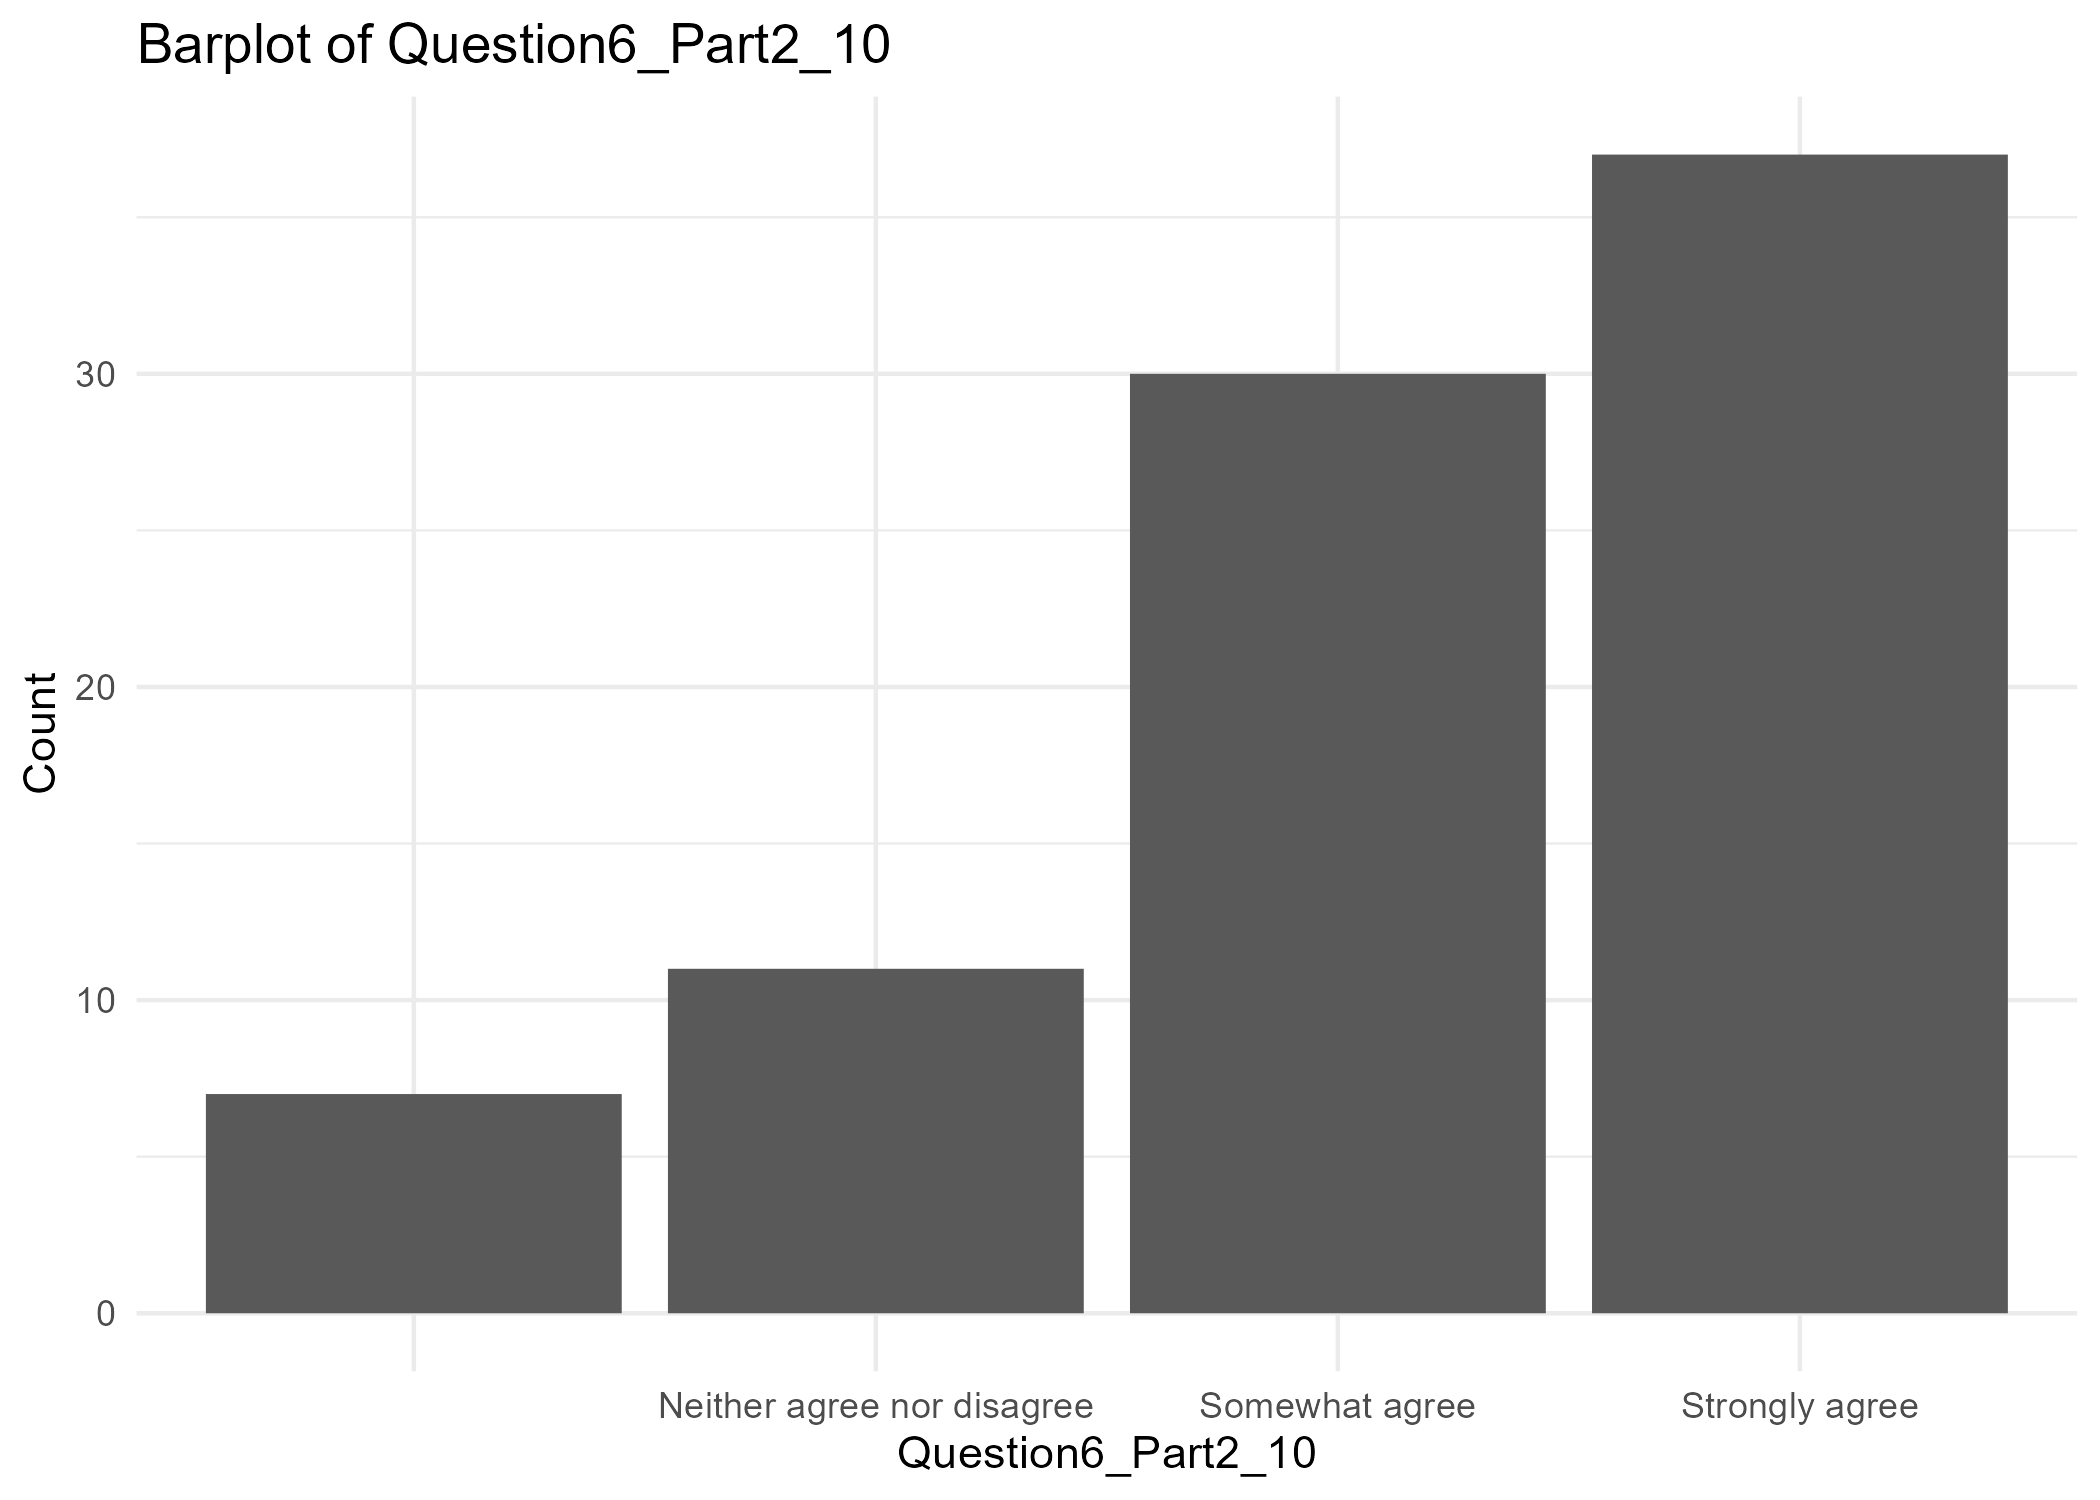 Barplot of Question6_Part2_10
Count
30
20
10
0
Neither agree nor disagree
Somewhat agree
Strongly agree
Question6_Part2_10